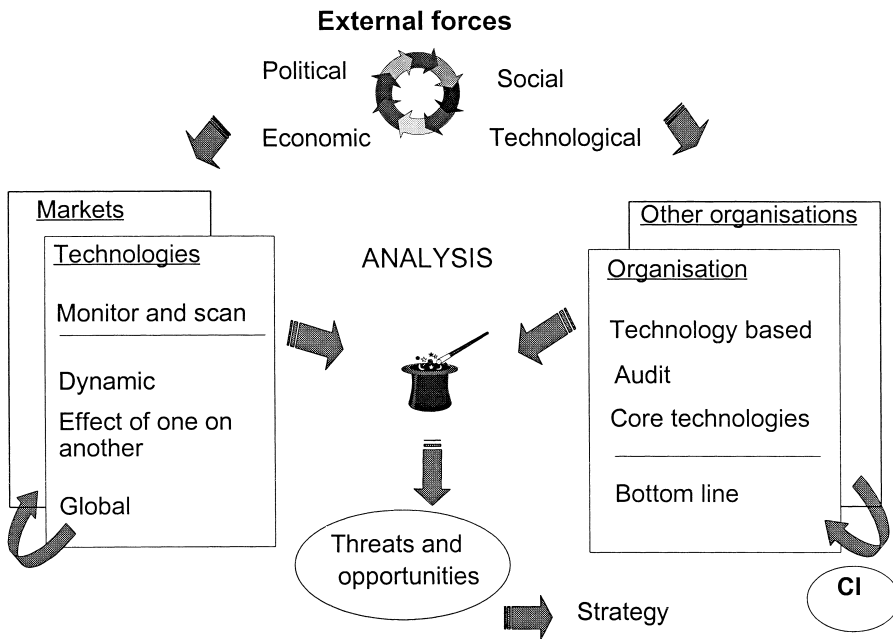 External forces
Political
Social
Economic
Technological
Markets
Technologies
Monitor and scan
Dynamic
Effect of one on
another
Global
ANALYSIS
Other organisations
Organisation
Technology based
Audit
Core technologies
Bottom line
Threats and
opportunities
CI
Strategy